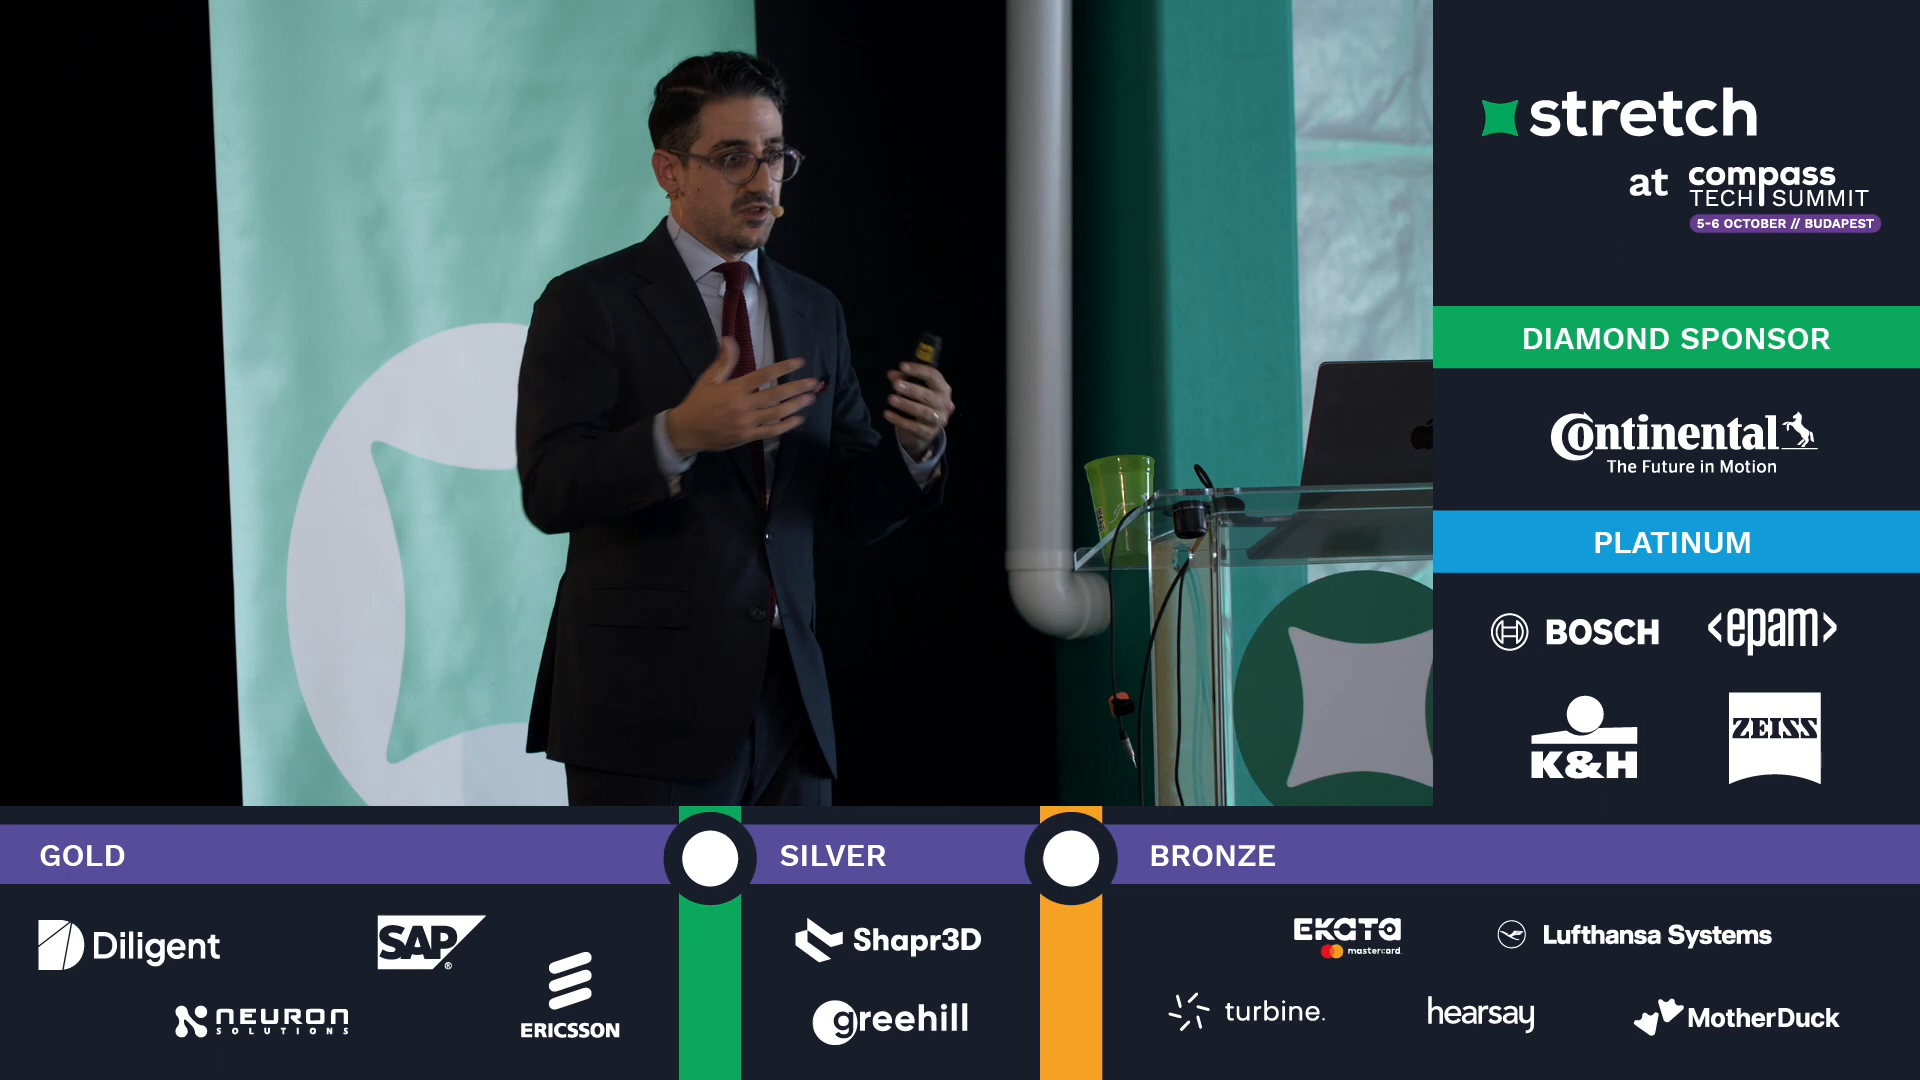 stretch
at
compass
TECH SUMMIT
5-6 OCTOBER // BUDAPEST
DIAMOND SPONSOR
Continental
The Future in Motion
PLATINUM
BOSCH
<epam>
K&H
ZEISS
GOLD
SILVER
BRONZE
Diligent
SAP
®
NEURON
SOLUTIONS
ERICSSON
Shapr3D
greehill
EKATA
mastercard.
Lufthansa Systems
turbine.
hearsay
MotherDuck